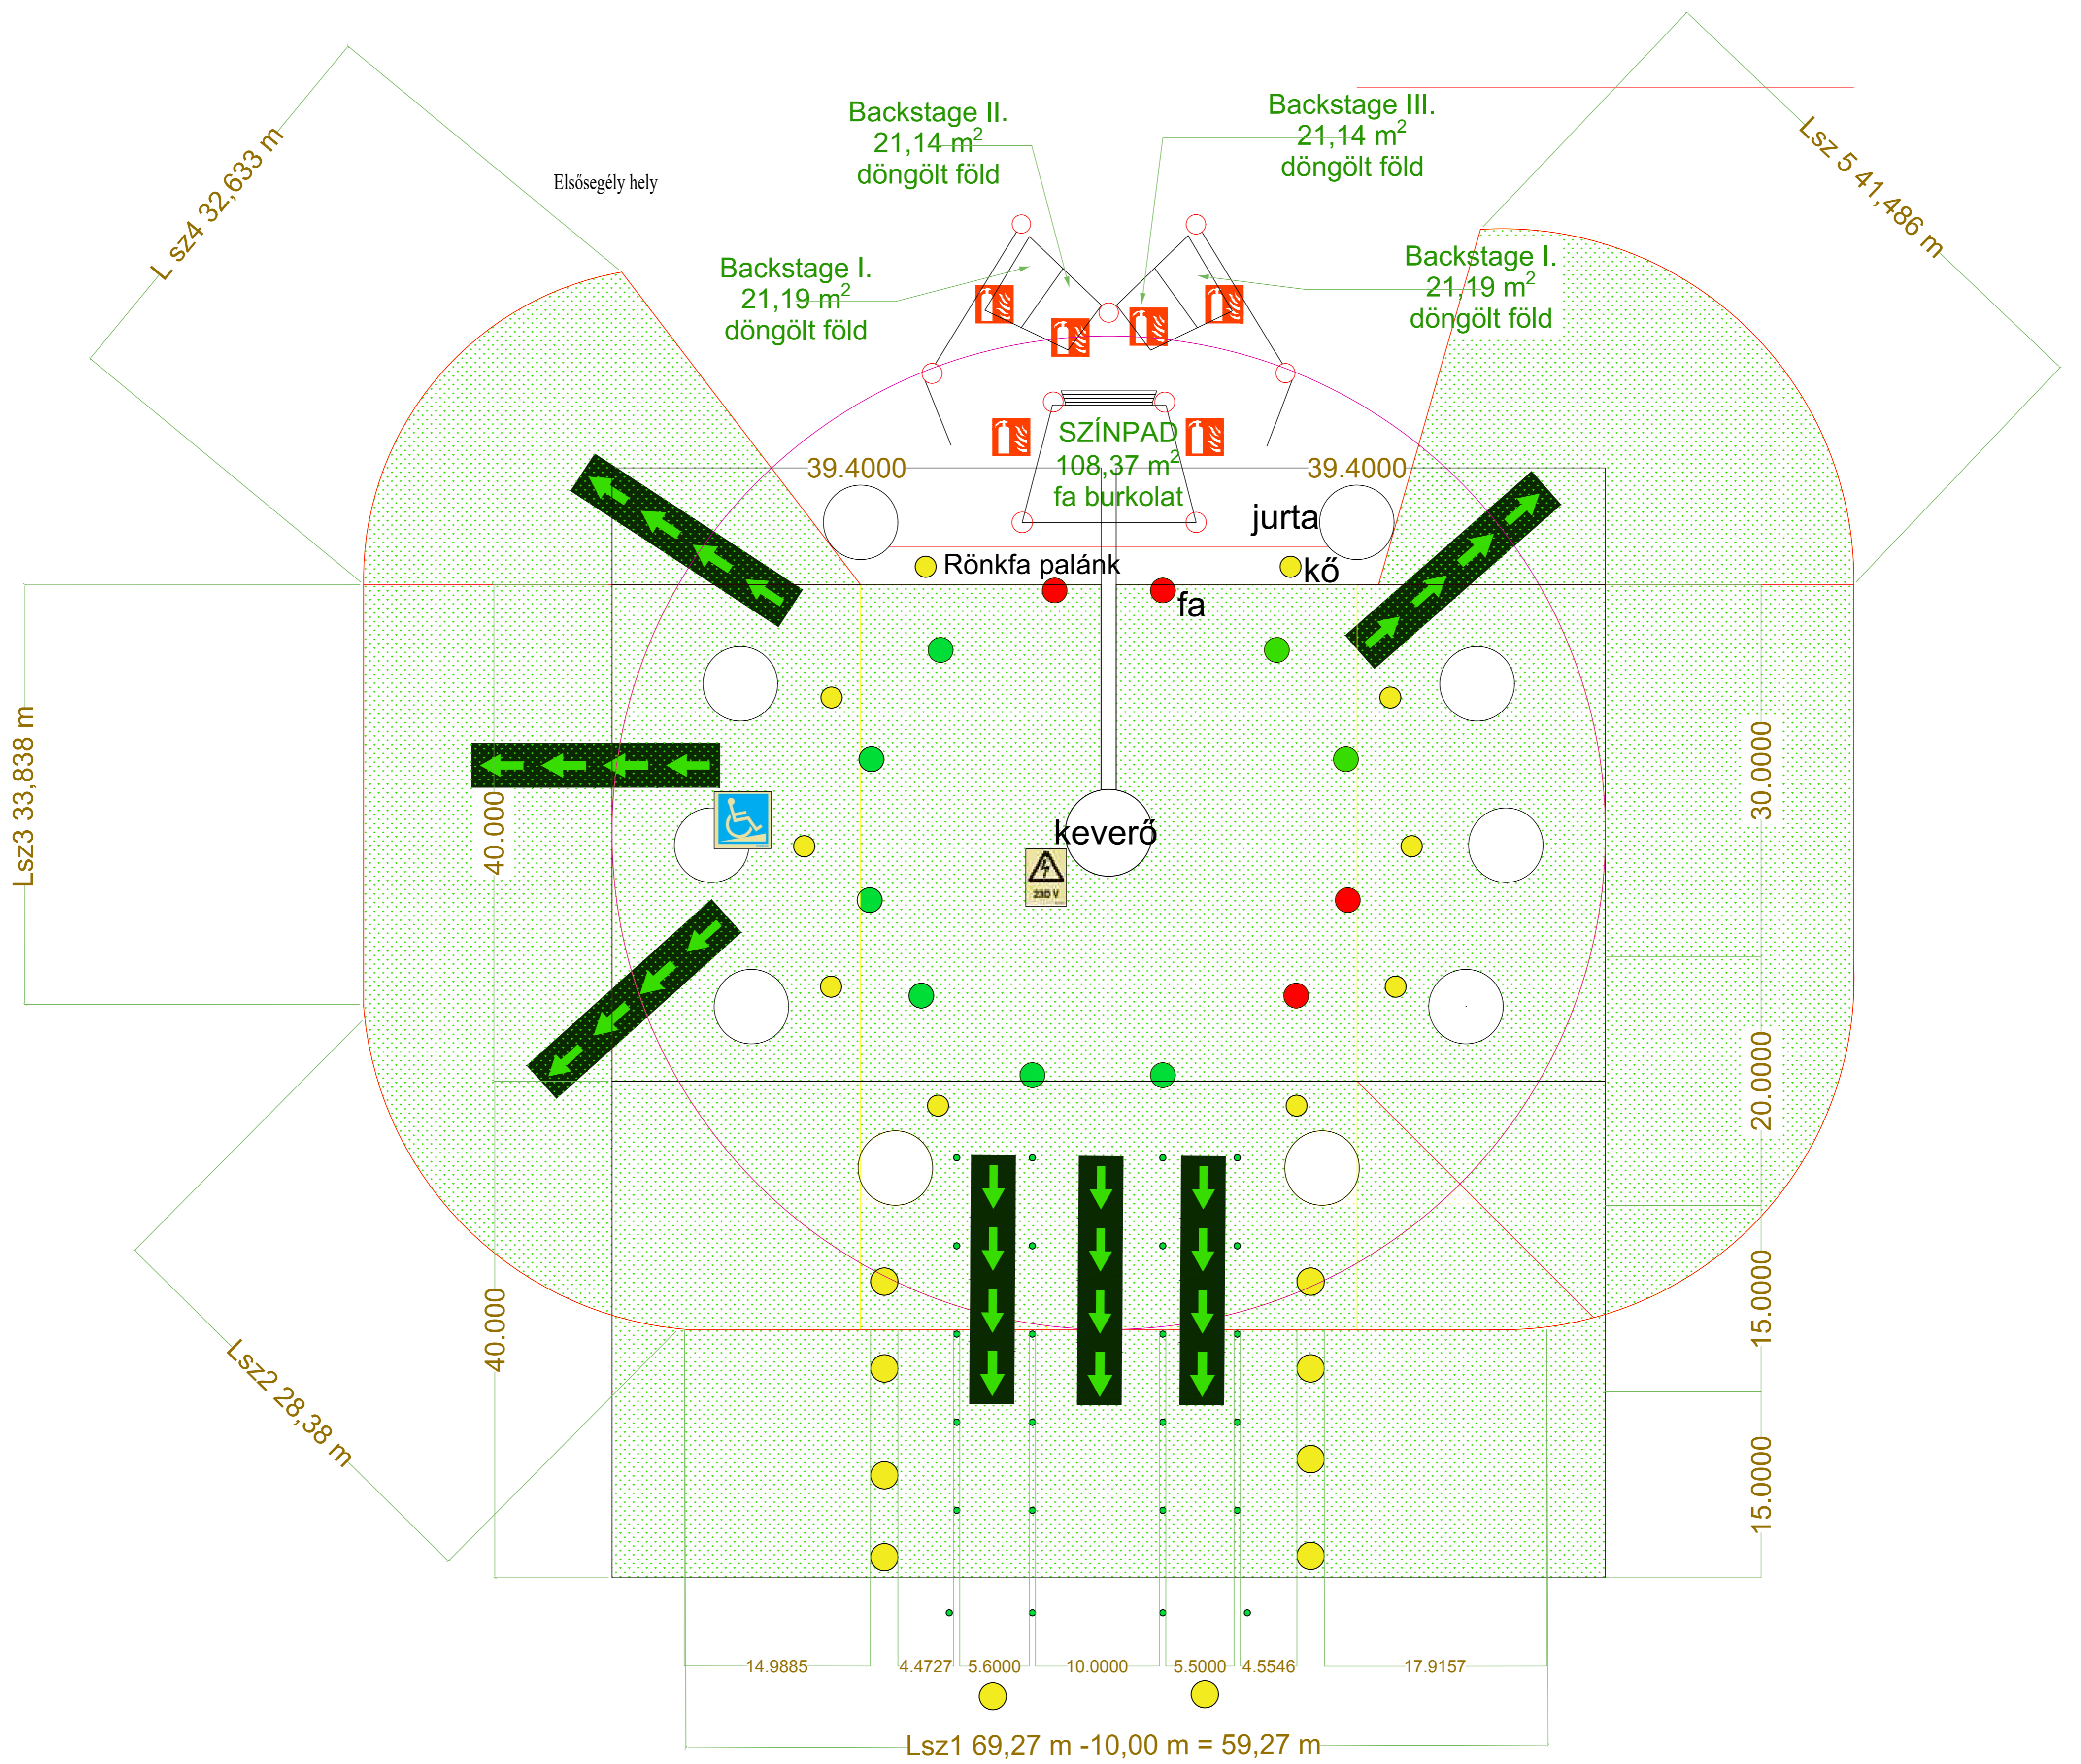 Backstage II.
21,14 m²
döngölt föld
Backstage III.
21,14 m²
döngölt föld
L sz4 32,633 m
Lsz 5 41,486 m
Elsősegély hely
Backstage I.
21,19 m²
döngölt föld
Backstage I.
21,19 m²
döngölt föld
SZÍNPAD
108,37 m²
fa burkolat
39.4000
39.4000
jurta
Rönkfa palánk
kő
fa
Lsz3 33,838 m
40.000
30.0000
keverő
230 V
20.0000
40.000
15.0000
Lsz2 28,38 m
15.0000
14.9885
4.4727
5.6000
10.0000
5.5000
4.5546
17.9157
Lsz1 69,27 m -10,00 m = 59,27 m